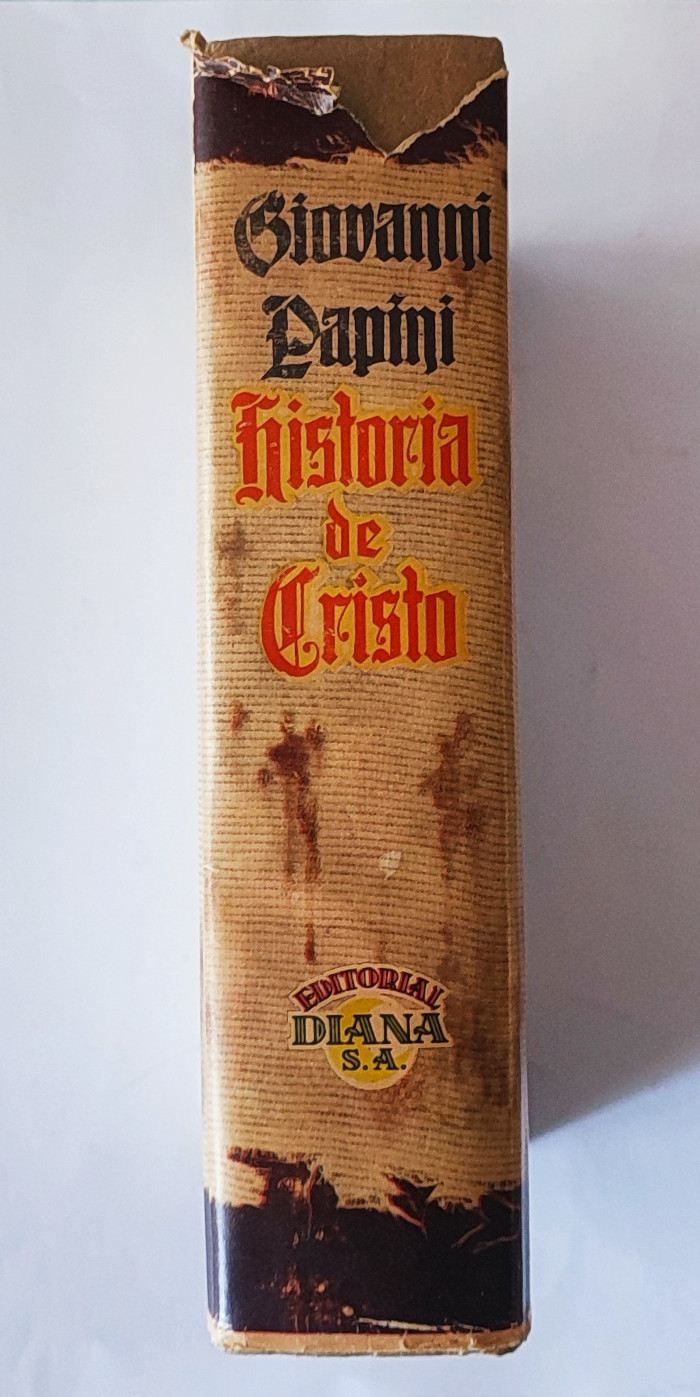 Giovanni
Papini
Historia
de
Cristo
EDITORIAL
DIANA
S.A.